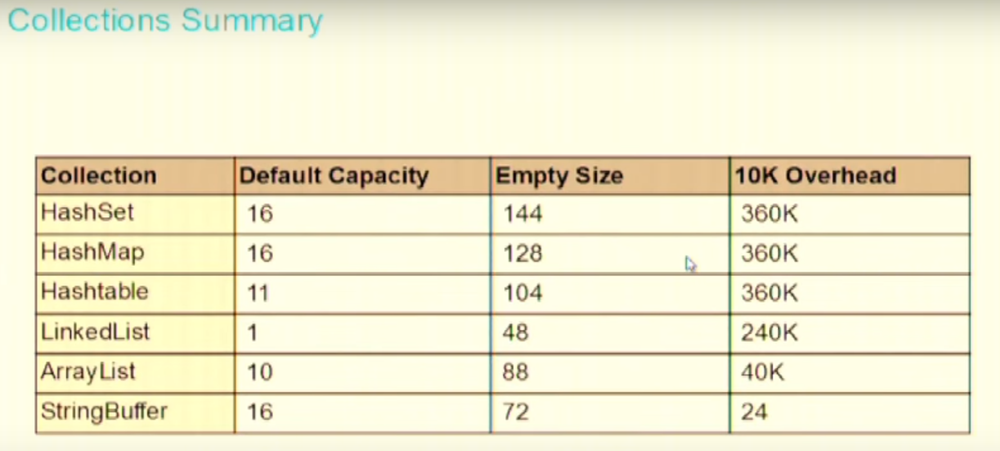 Collections Summary
Collection Default Capacity Empty Size 10K Overhead
HashSet 16 144 360K
HashMap 16 128 360K
Hashtable 11 104 360K
LinkedList 1 48 240K
ArrayList 10 88 40K
StringBuffer 16 72 24